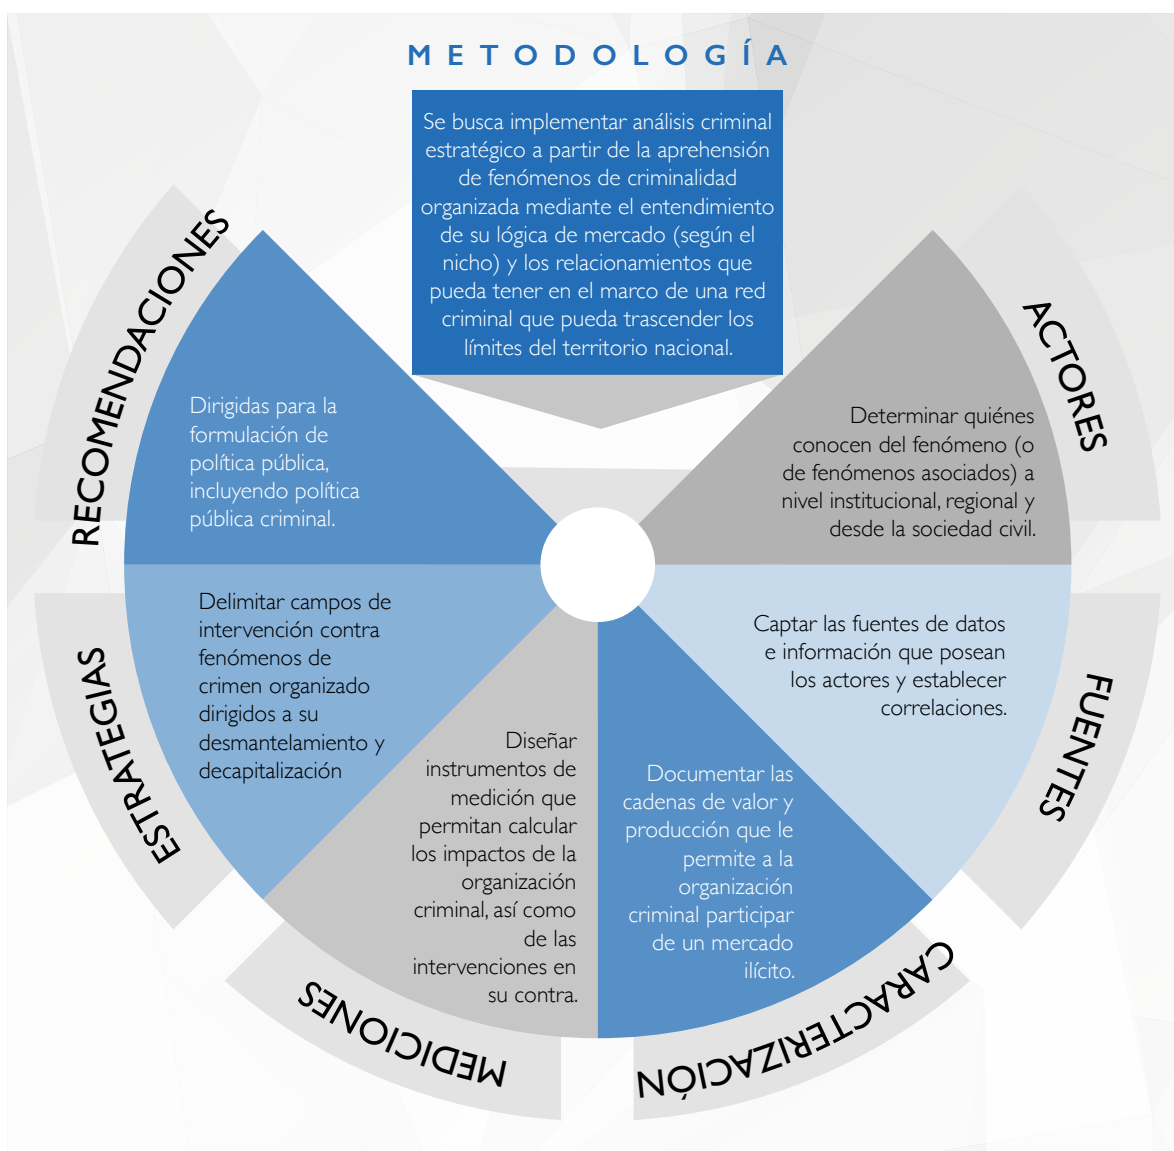 METODOLOGÍA
Se busca implementar análisis criminal
estratégico a partir de la aprehensión
de fenómenos de criminalidad
organizada mediante el entendimiento
de su lógica de mercado (según el
nicho) y los relacionamientos que
pueda tener en el marco de una red
criminal que pueda trascender los
límites del territorio nacional.
ACTORES
Determinar quiénes
conocen del fenómeno (o
de fenómenos asociados) a
nivel institucional, regional y
desde la sociedad civil.
FUENTES
Captar las fuentes de datos
e información que posean
los actores y establecer
correlaciones.
CARACTERIZACIÓN
Documentar las
cadenas de valor y
producción que le
permite a la
organización
criminal participar
de un mercado
ilícito.
MEDICIONES
Diseñar
instrumentos de
medición que
permitan calcular
los impactos de la
organización
criminal, así como
de las
intervenciones en
su contra.
ESTRATEGIAS
Delimitar campos de
intervención contra
fenómenos de
crimen organizado
dirigidos a su
desmantelamiento y
decapitalización
RECOMENDACIONES
Dirigidas para la
formulación de
política pública,
incluyendo política
pública criminal.